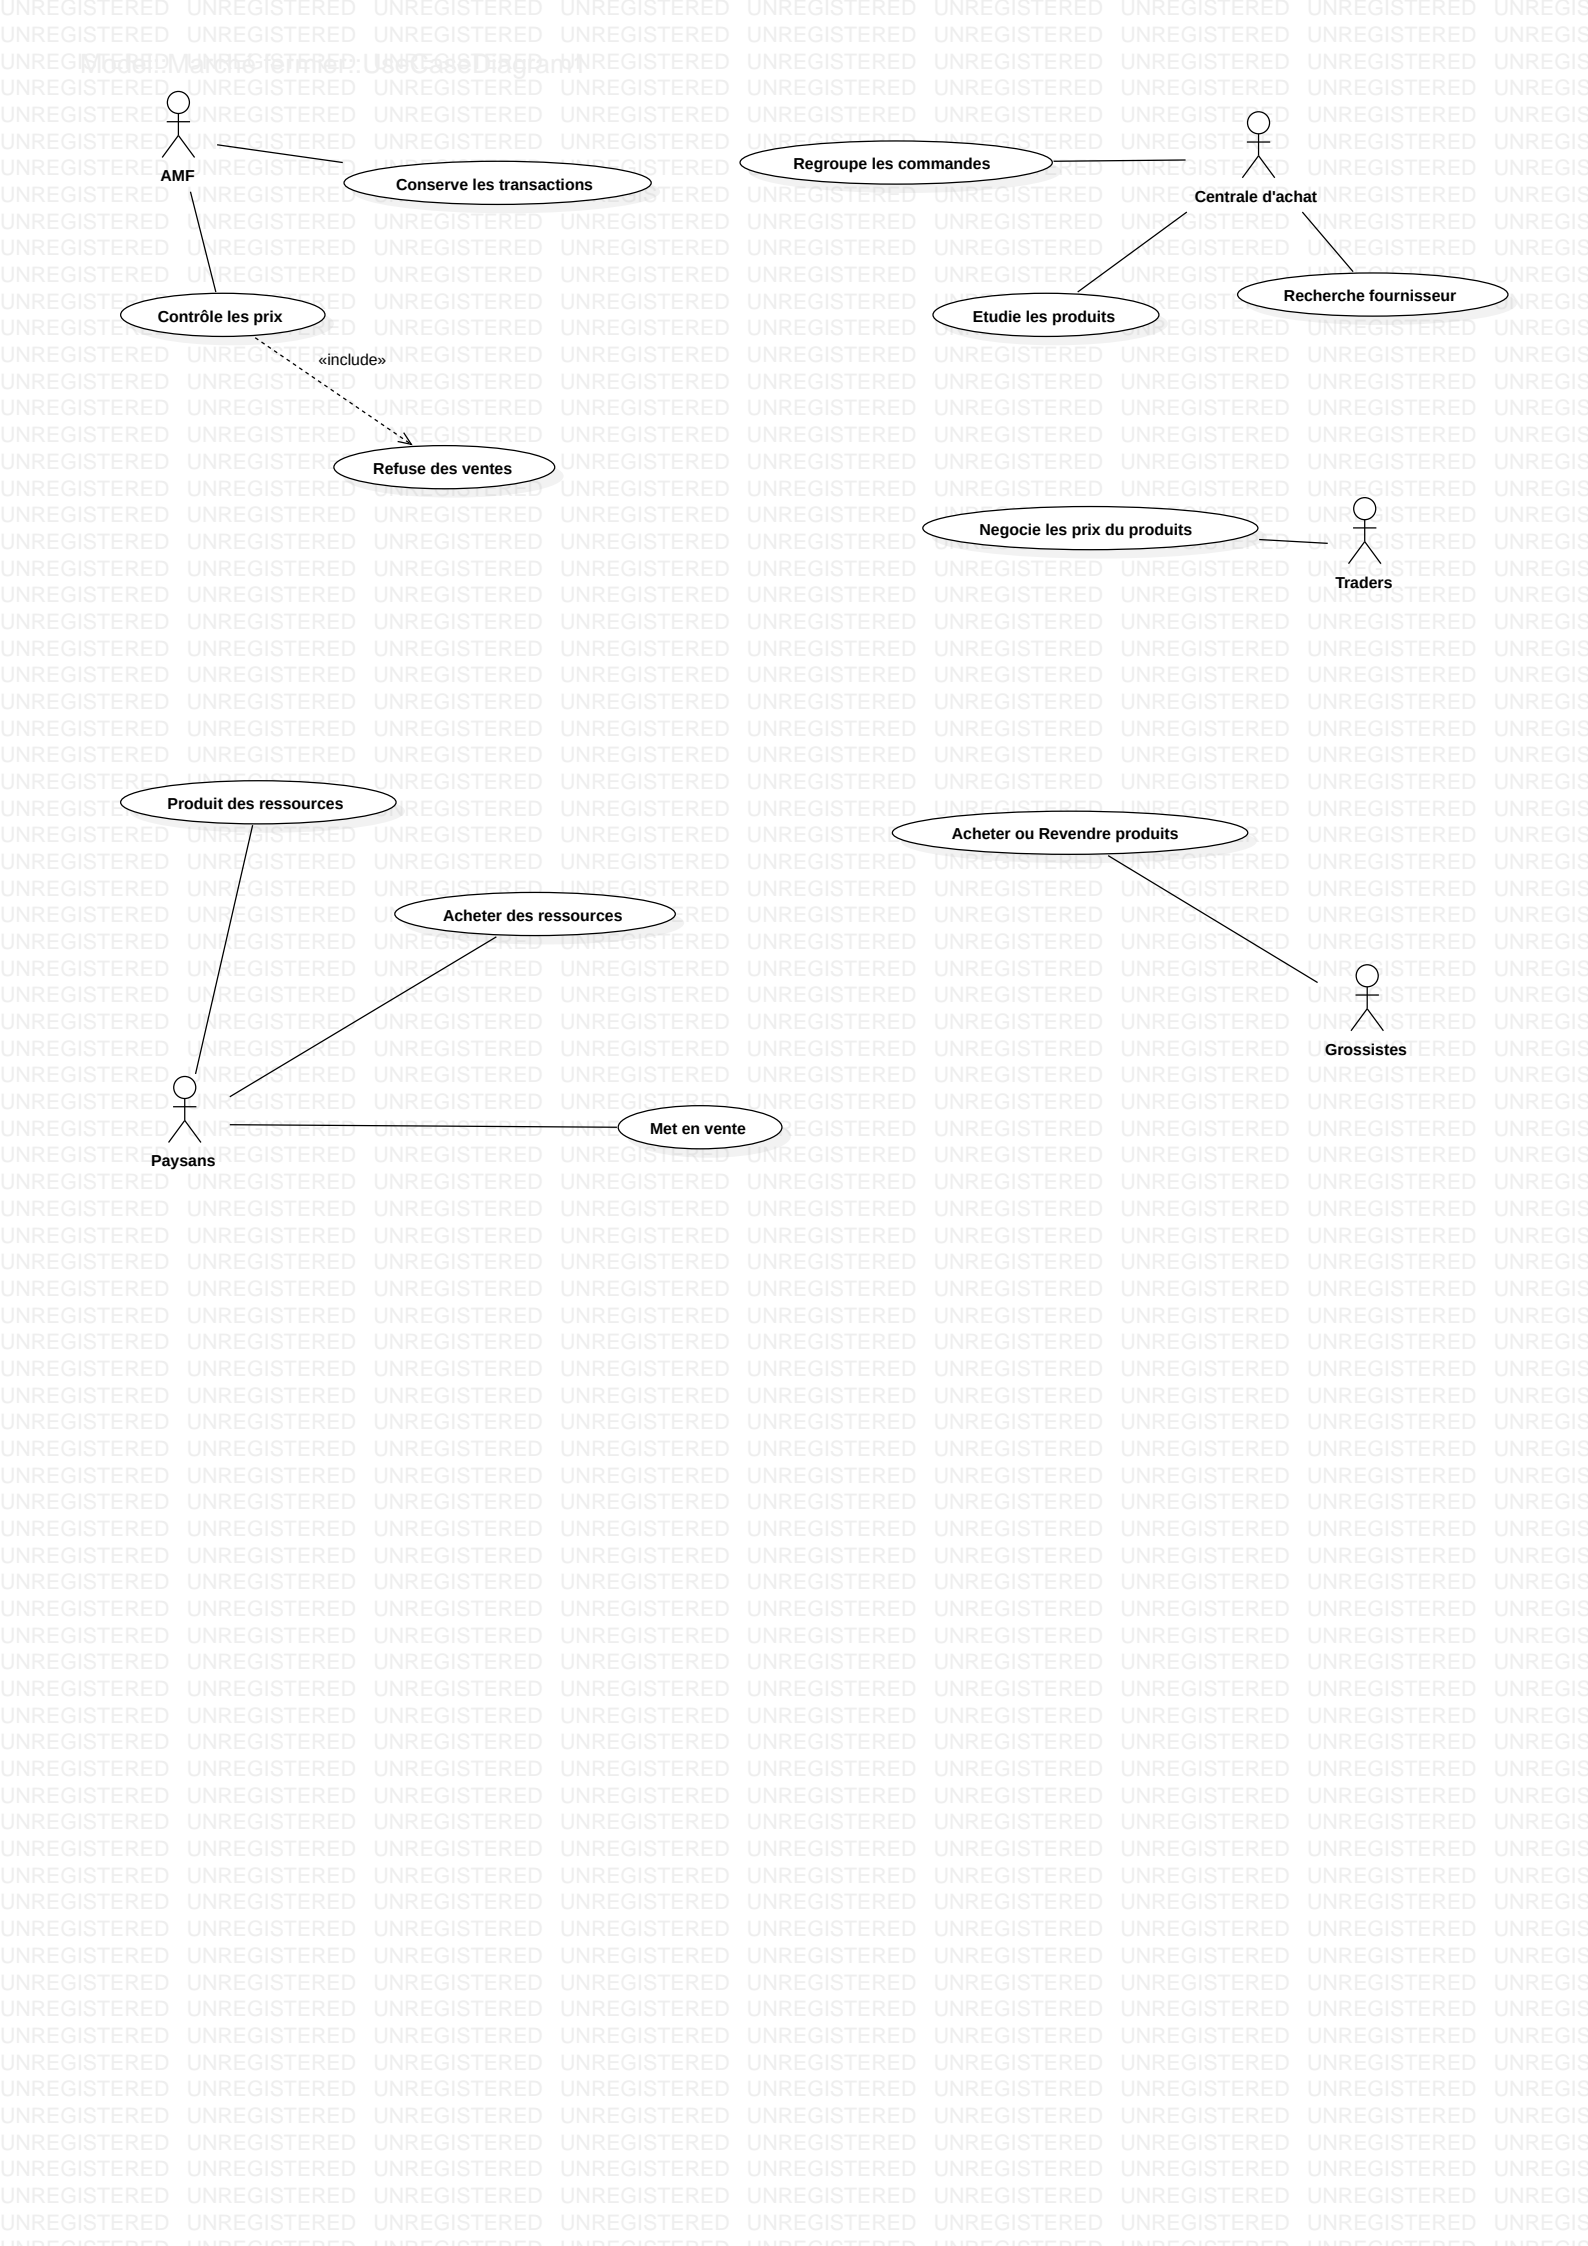 Model::Marche fermier::UseCaseDiagram1
AMF
Conserve les transactions
Regroupe les commandes
Centrale d'achat
Contrôle les prix
Etudie les produits
Recherche fournisseur
«include»
Refuse des ventes
Negocie les prix du produits
Traders
Produit des ressources
Acheter ou Revendre produits
Acheter des ressources
Grossistes
Met en vente
Paysans
UNREGISTERED